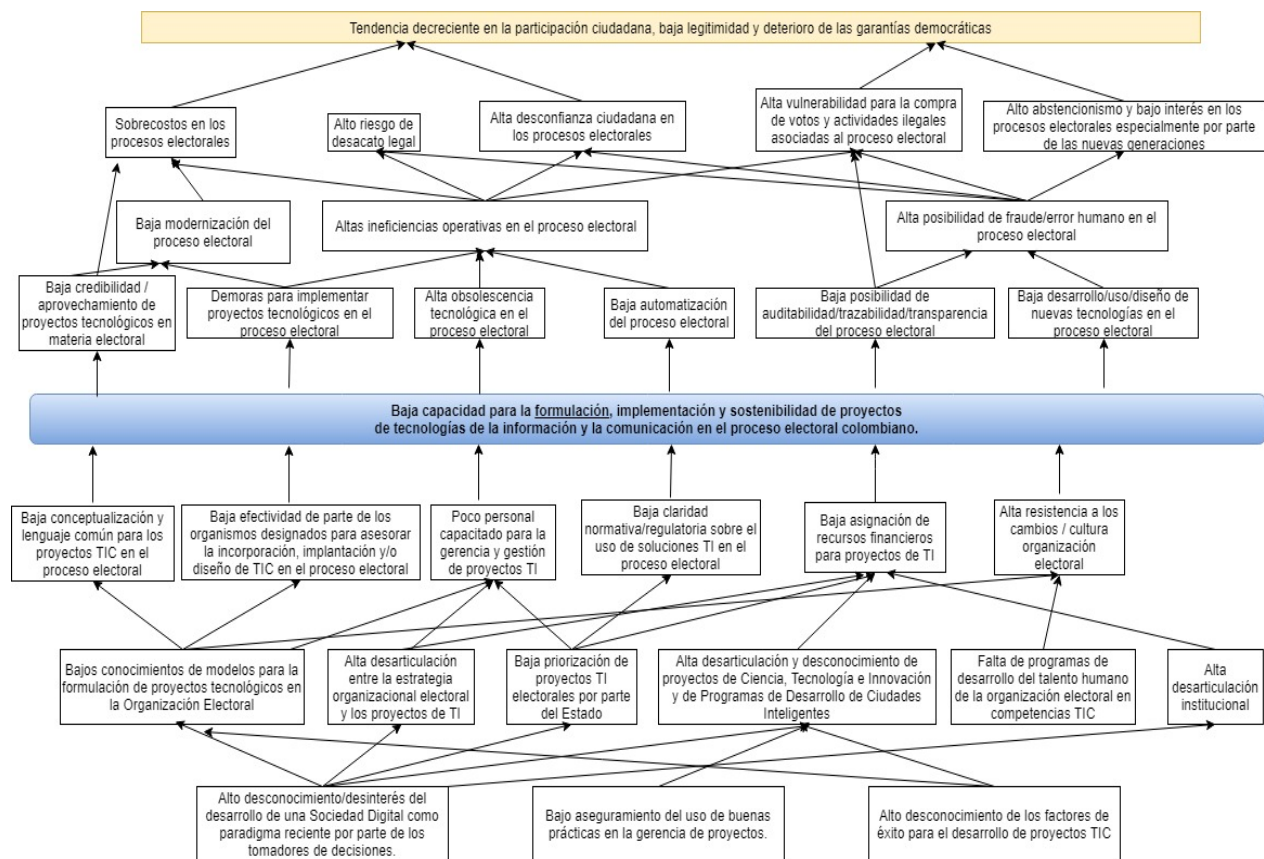 Tendencia decreciente en la participación ciudadana, baja legitimidad y deterioro de las garantías democráticas
Sobrecostos en los
procesos electorales
Alto riesgo de
desacato legal
Alta desconfianza ciudadana en
los procesos electorales
Alta vulnerabilidad para la compra
de votos y actividades ilegales
asociadas al proceso electoral
Alto abstencionismo y bajo interés en los
procesos electorales especialmente por parte
de las nuevas generaciones
Baja modernización del
proceso electoral
Altas ineficiencias operativas en el proceso electoral
Alta posibilidad de fraude/error humano en el
proceso electoral
Baja credibilidad /
aprovechamiento de
proyectos tecnológicos en
materia electoral
Demoras para implementar
proyectos tecnológicos en el
proceso electoral
Alta obsolescencia
tecnológica en el
proceso electoral
Baja automatización
del proceso electoral
Baja posibilidad de
auditabilidad/trazabilidad/transparencia
del proceso electoral
Baja desarrollo/uso/diseño de
nuevas tecnologías en el
proceso electoral
Baja capacidad para la formulación, implementación y sostenibilidad de proyectos
de tecnologías de la información y la comunicación en el proceso electoral colombiano.
Baja conceptualización y
lenguaje común para los
proyectos TIC en el
proceso electoral
Baja efectividad de parte de los
organismos designados para asesorar
la incorporación, implantación y/o
diseño de TIC en el proceso electoral
Poco personal
capacitado para la
gerencia y gestión
de proyectos TI
Baja claridad
normativa/regulatoria sobre el
uso de soluciones TI en el
proceso electoral
Baja asignación de
recursos financieros
para proyectos de TI
Alta resistencia a los
cambios / cultura
organización
electoral
Bajos conocimientos de modelos para la
formulación de proyectos tecnológicos en
la Organización Electoral
Alta desarticulación
entre la estrategia
organizacional electoral
y los proyectos de TI
Baja priorización de
proyectos TI
electorales por parte
del Estado
Alta desarticulación y desconocimiento de
proyectos de Ciencia, Tecnología e Innovación
y de Programas de Desarrollo de Ciudades
Inteligentes
Falta de programas de
desarrollo del talento humano
de la organización electoral en
competencias TIC
Alta
desarticulación
institucional
Alto desconocimiento/desinterés del
desarrollo de una Sociedad Digital como
paradigma reciente por parte de los
tomadores de decisiones.
Bajo aseguramiento del uso de buenas
prácticas en la gerencia de proyectos.
Alto desconocimiento de los factores de
éxito para el desarrollo de proyectos TIC